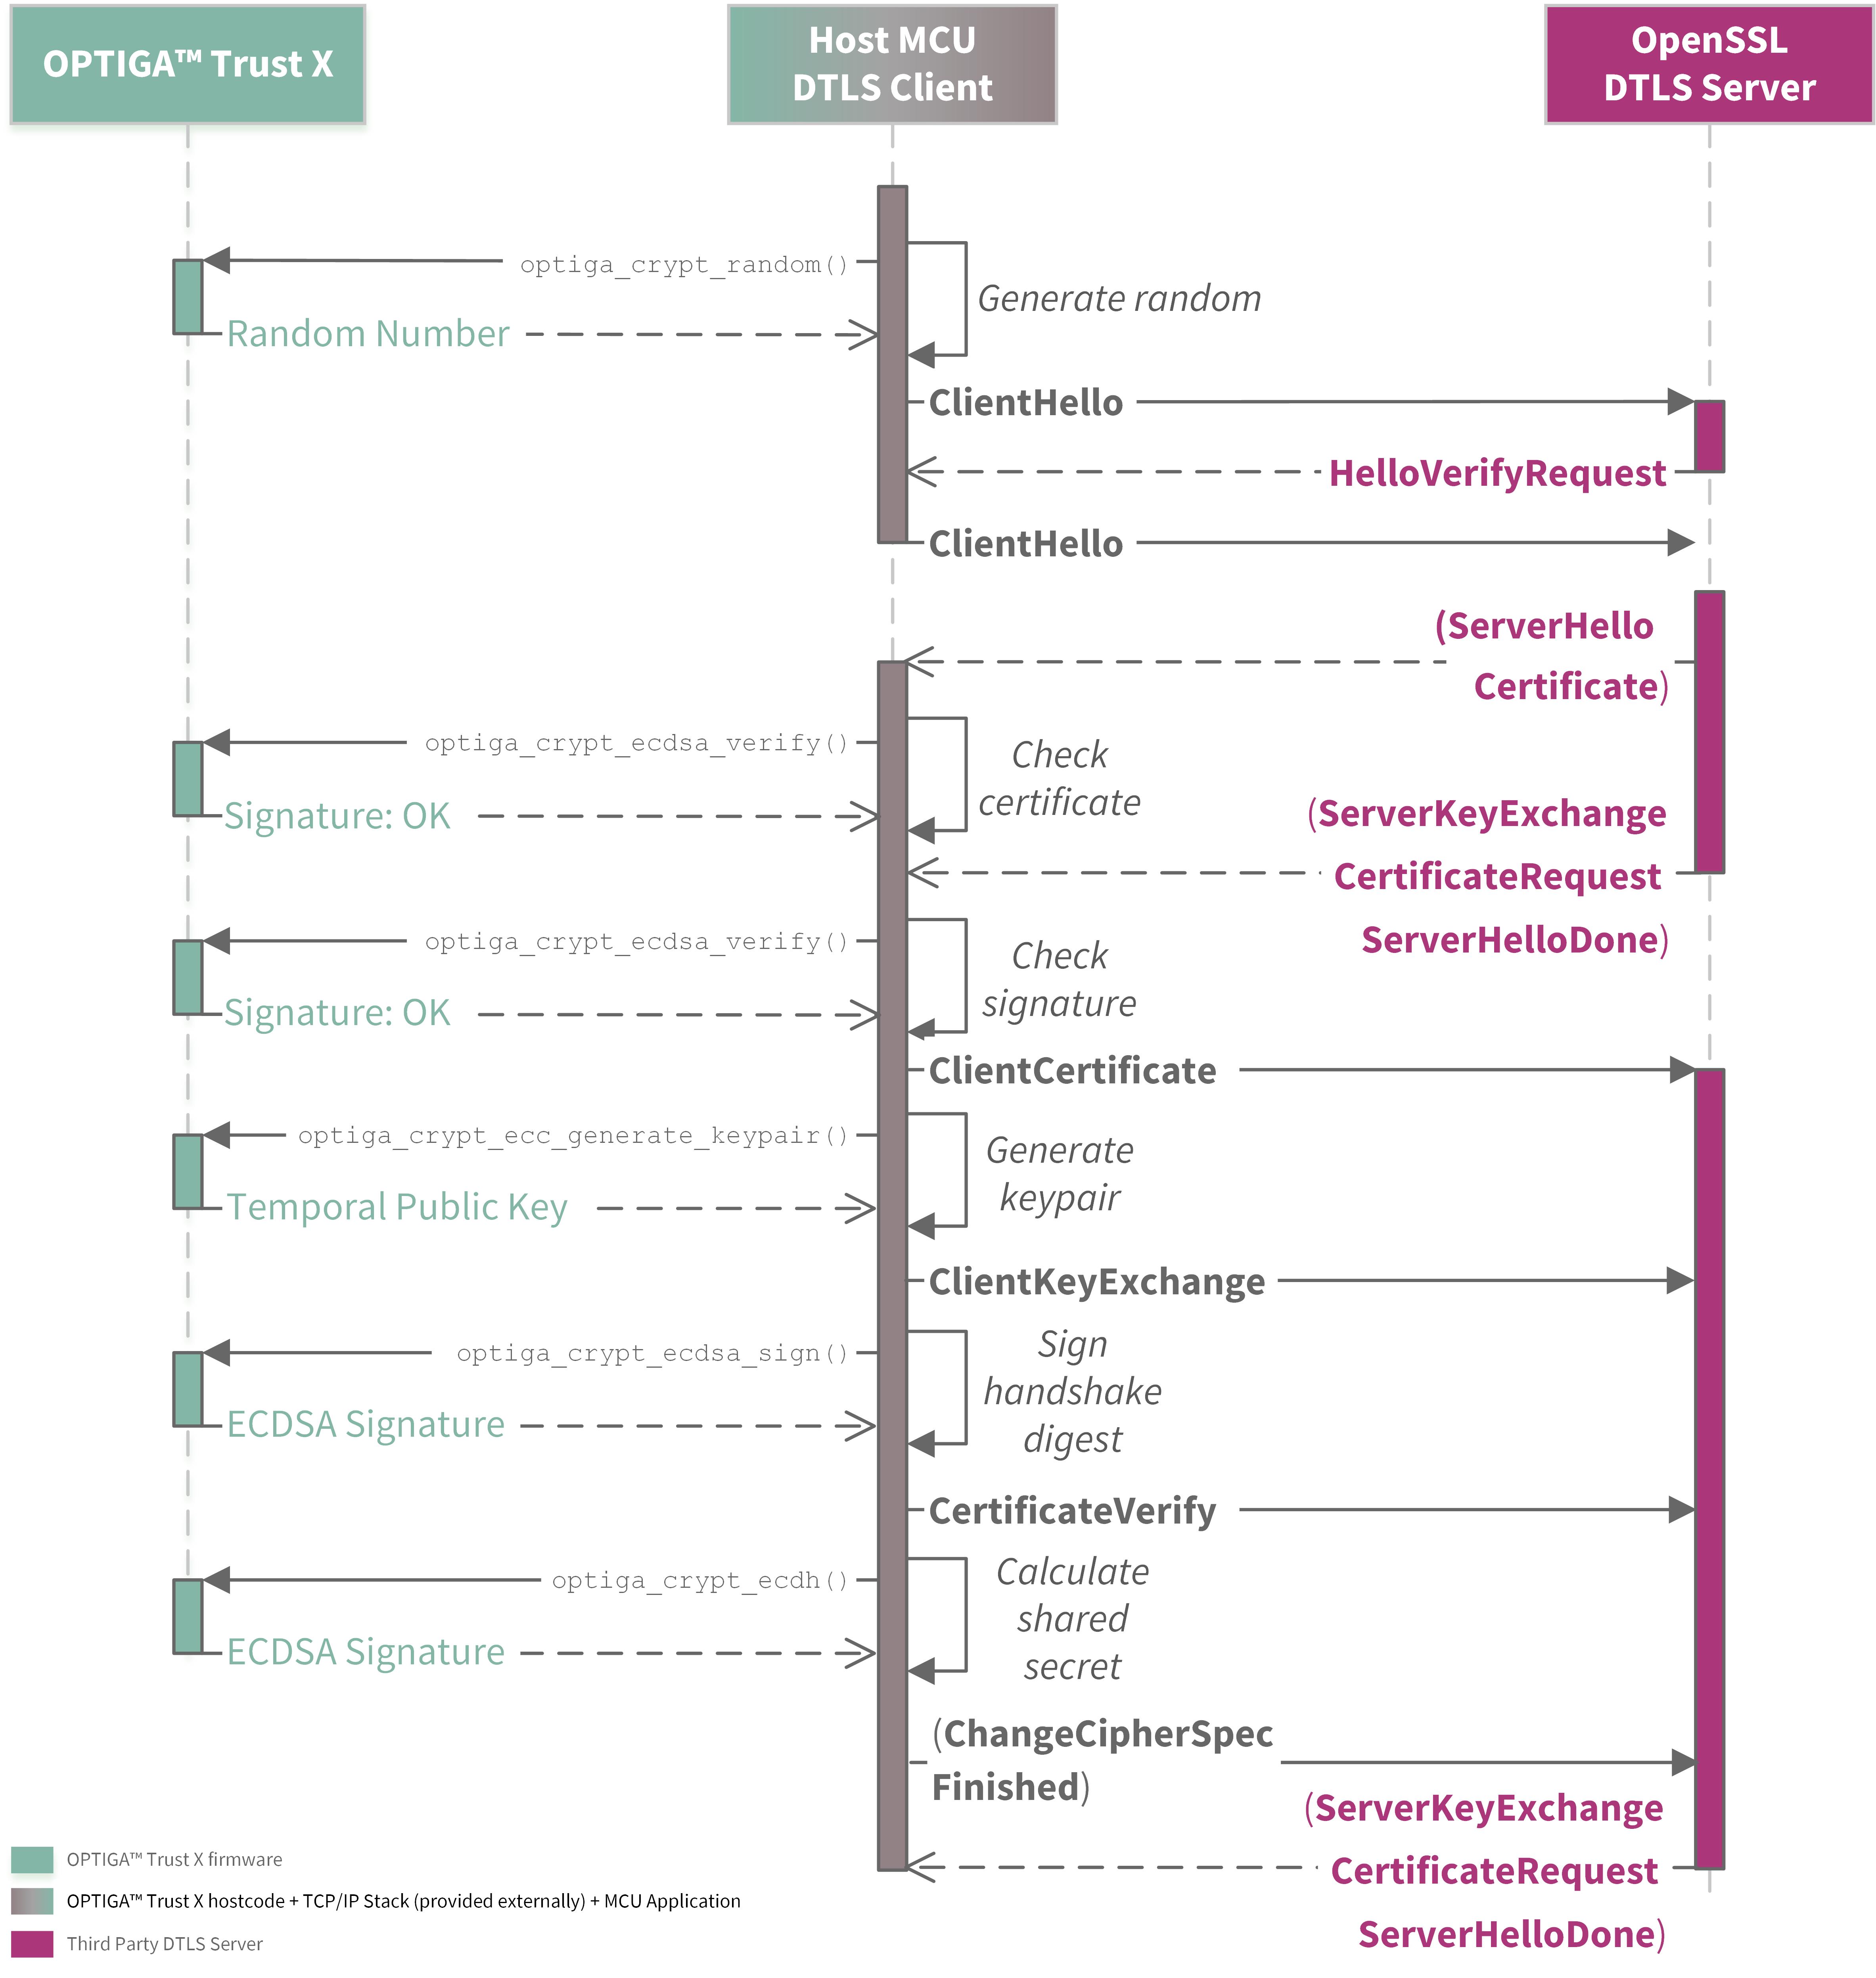 OPTIGA™ Trust X
Host MCU
DTLS Client
OpenSSL
DTLS Server
optiga_crypt_random()
Generate random
Random Number
ClientHello
HelloVerifyRequest
ClientHello
(ServerHello
Certificate)
optiga_crypt_ecdsa_verify()
Check
certificate
Signature: OK
(ServerKeyExchange
CertificateRequest
ServerHelloDone)
optiga_crypt_ecdsa_verify()
Check
signature
Signature: OK
ClientCertificate
optiga_crypt_ecc_generate_keypair()
Generate
keypair
Temporal Public Key
ClientKeyExchange
optiga_crypt_ecdsa_sign()
Sign
handshake
digest
ECDSA Signature
CertificateVerify
optiga_crypt_ecdh()
Calculate
shared
secret
ECDSA Signature
(ChangeCipherSpec
Finished)
(ServerKeyExchange
CertificateRequest
ServerHelloDone)
OPTIGA™ Trust X firmware
OPTIGA™ Trust X hostcode + TCP/IP Stack (provided externally) + MCU Application
Third Party DTLS Server